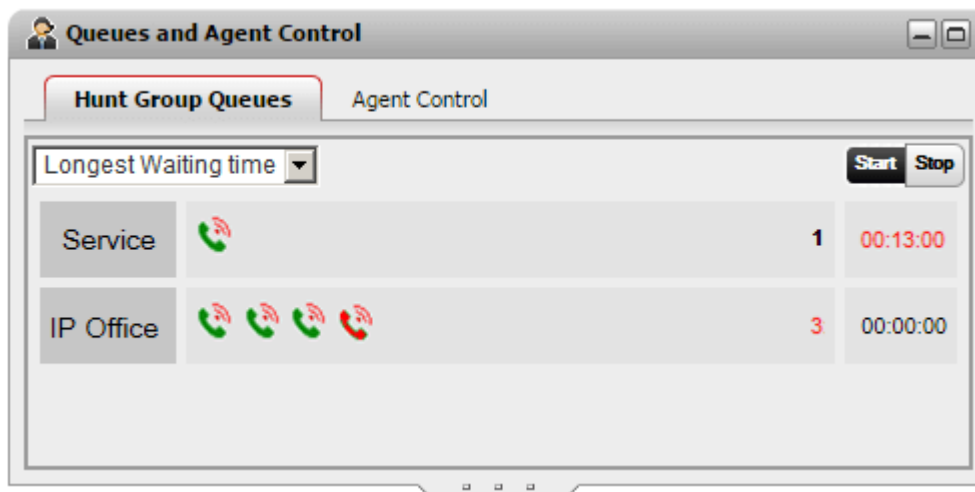 Queues and Agent Control
Hunt Group Queues Agent Control
Longest Waiting time Start Stop
Service 1 00:13:00
IP Office 3 00:00:00